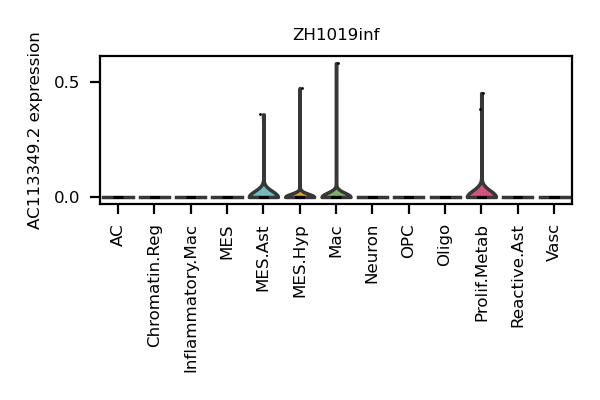 ZH1019inf
AC113349.2 expression
0.5
0.0
AC
Chromatin.Reg
Inflammatory.Mac
MES
MES.Ast
MES.Hyp
Mac
Neuron
OPC
Oligo
Prolif.Metab
Reactive.Ast
Vasc